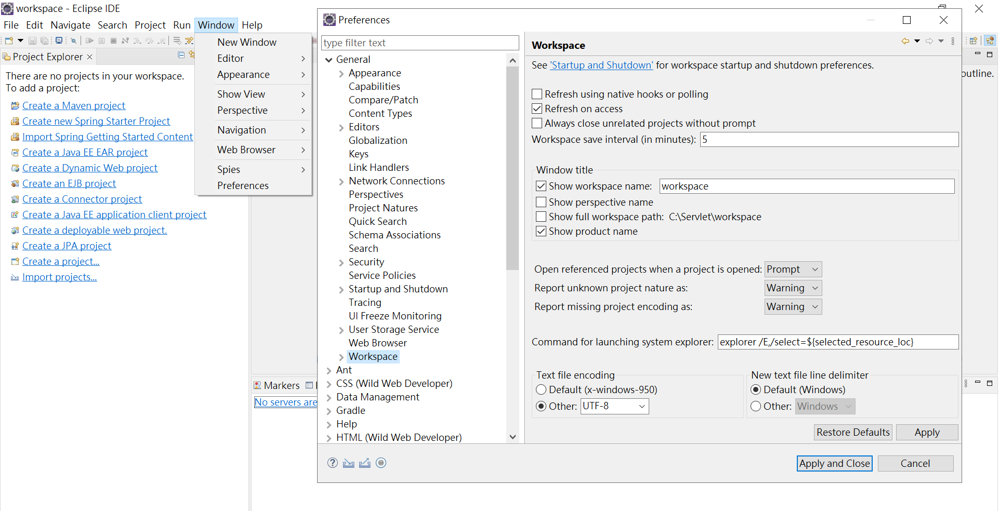 workspace - Eclipse IDE
File Edit Navigate Search Project Run Window Help
Project Explorer
There are no projects in your workspace.
To add a project:
Create a Maven project
Create new Spring Starter Project
Import Spring Getting Started Content
Create a Java EE EAR project
Create a Dynamic Web project
Create an EJB project
Create a Connector project
Create a Java EE application client project
Create a deployable web project.
Create a JPA project
Create a project...
Import projects...
New Window
Editor
Appearance
Show View
Perspective
Navigation
Web Browser
Spies
Preferences
Markers
No servers are
outline.
Preferences
type filter text
General
Appearance
Capabilities
Compare/Patch
Content Types
Editors
Globalization
Keys
Link Handlers
Network Connections
Perspectives
Project Natures
Quick Search
Schema Associations
Search
Security
Service Policies
Startup and Shutdown
Tracing
UI Freeze Monitoring
User Storage Service
Web Browser
Workspace
Ant
CSS (Wild Web Developer)
Data Management
Gradle
Help
HTML (Wild Web Developer)
Workspace
See 'Startup and Shutdown' for workspace startup and shutdown preferences.
Refresh using native hooks or polling
Refresh on access
Always close unrelated projects without prompt
Workspace save interval (in minutes): 5
Window title
Show workspace name: workspace
Show perspective name
Show full workspace path: C:\Servlet\workspace
Show product name
Open referenced projects when a project is opened: Prompt
Report unknown project nature as: Warning
Report missing project encoding as: Warning
Command for launching system explorer: explorer /E,/select=${selected_resource_loc}
Text file encoding
Default (x-windows-950)
Other: UTF-8
New text file line delimiter
Default (Windows)
Other: Windows
Restore Defaults Apply
Apply and Close Cancel